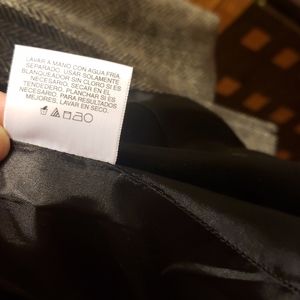 LAVAR A MANO CON AGUA FRIA
SEPARADO, USAR SOLAMENTE
BLANQUEADOR SIN CLORO SI ES
NECESARIO. SECAR EN EL
TENDEDERO. PLANCHAR SI ES
NECESARIO. PARA RESULTADOS
MEJORES, LAVAR EN SECO.